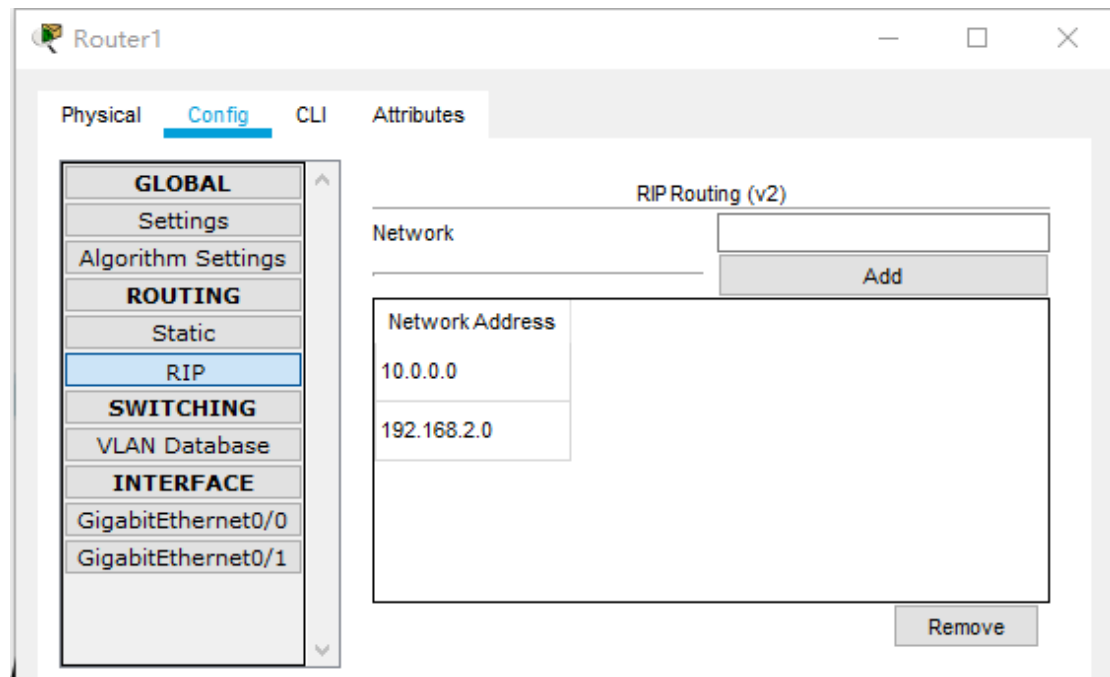 Router1
Physical Config CLI Attributes
GLOBAL
Settings
Algorithm Settings
ROUTING
Static
RIP
SWITCHING
VLAN Database
INTERFACE
GigabitEthernet0/0
GigabitEthernet0/1
RIP Routing (v2)
Network
Add
Network Address
10.0.0.0
192.168.2.0
Remove